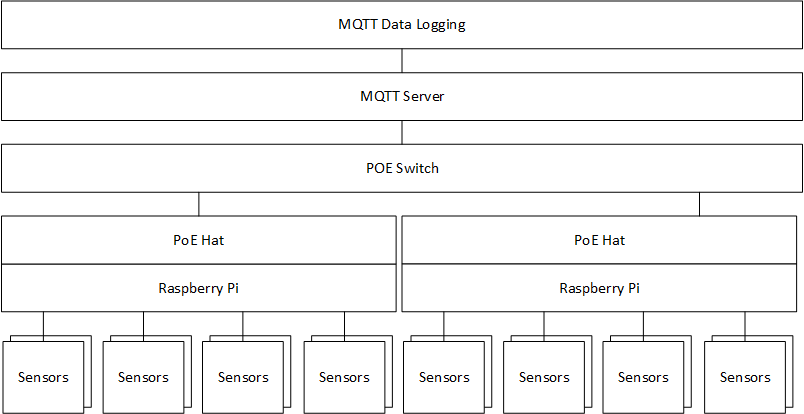 MQTT Data Logging
MQTT Server
POE Switch
PoE Hat
PoE Hat
Raspberry Pi
Raspberry Pi
Sensors
Sensors
Sensors
Sensors
Sensors
Sensors
Sensors
Sensors